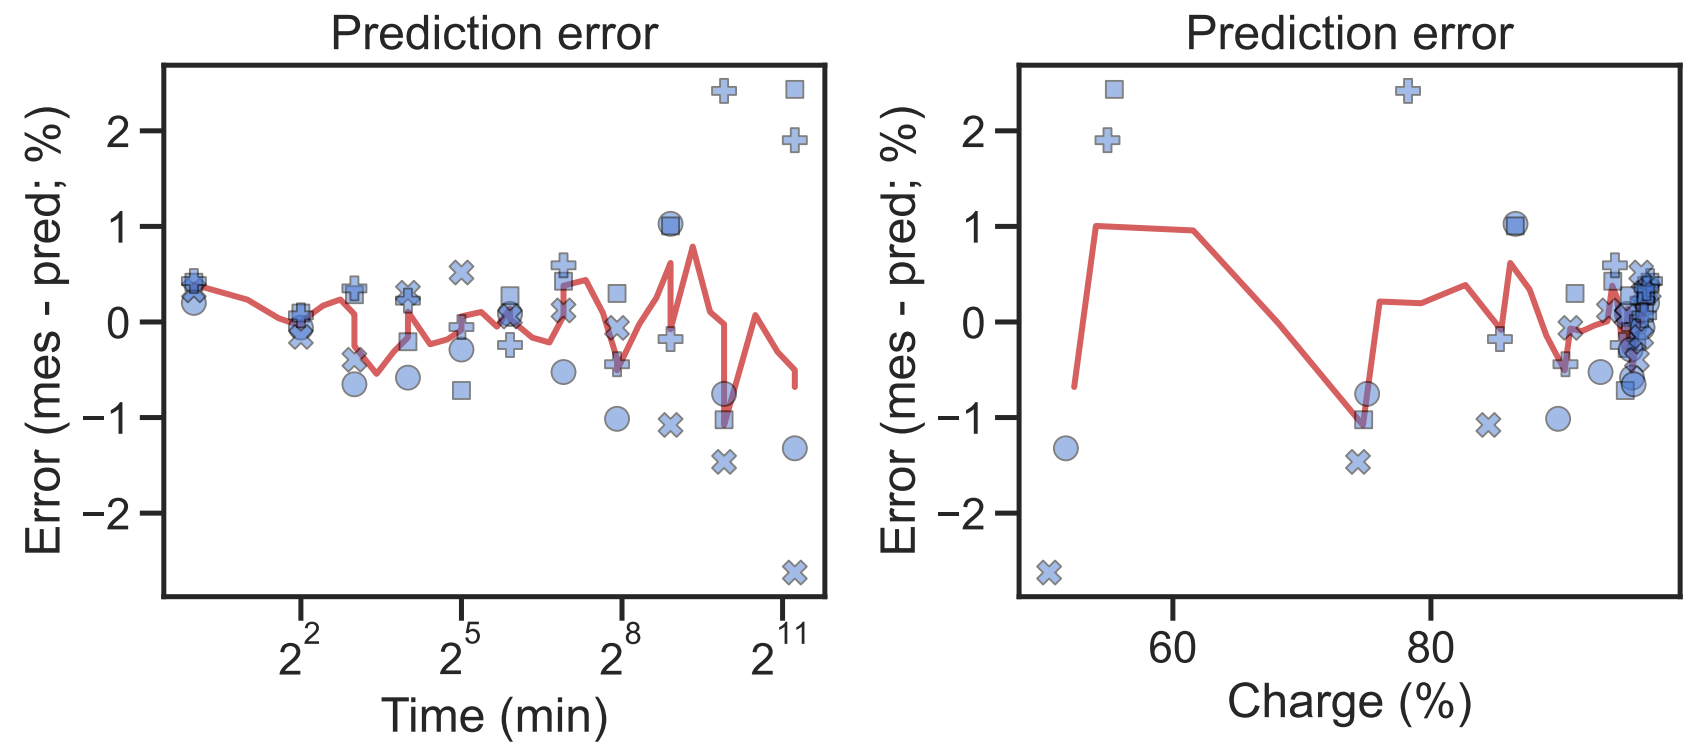 Prediction error
Error (mes - pred; %)
2
1
0
−1
−2
2^2 2^5 2^8 2^11
Time (min)
Prediction error
Error (mes - pred; %)
2
1
0
−1
−2
60 80
Charge (%)